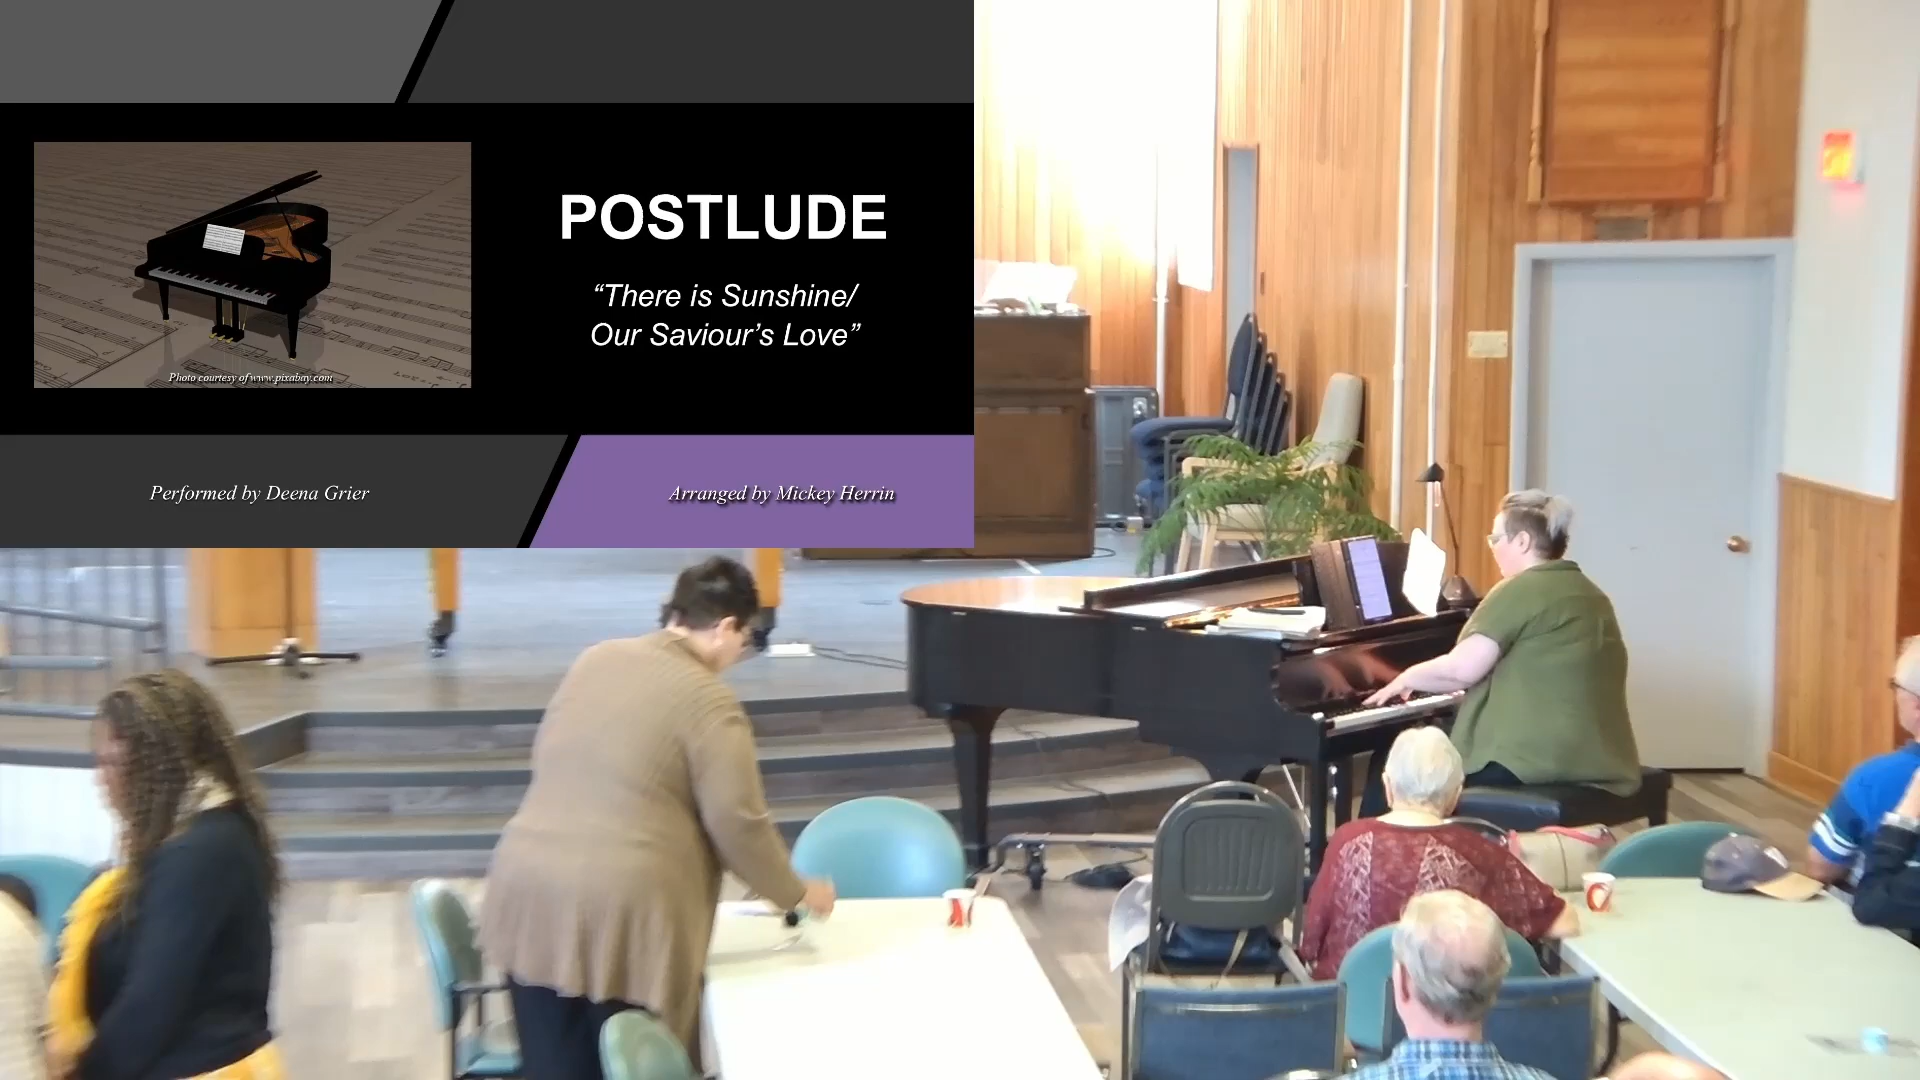 POSTLUDE
“There is Sunshine/
Our Saviour’s Love”
Photo courtesy of www.pixabay.com
Performed by Deena Grier
Arranged by Mickey Herrin